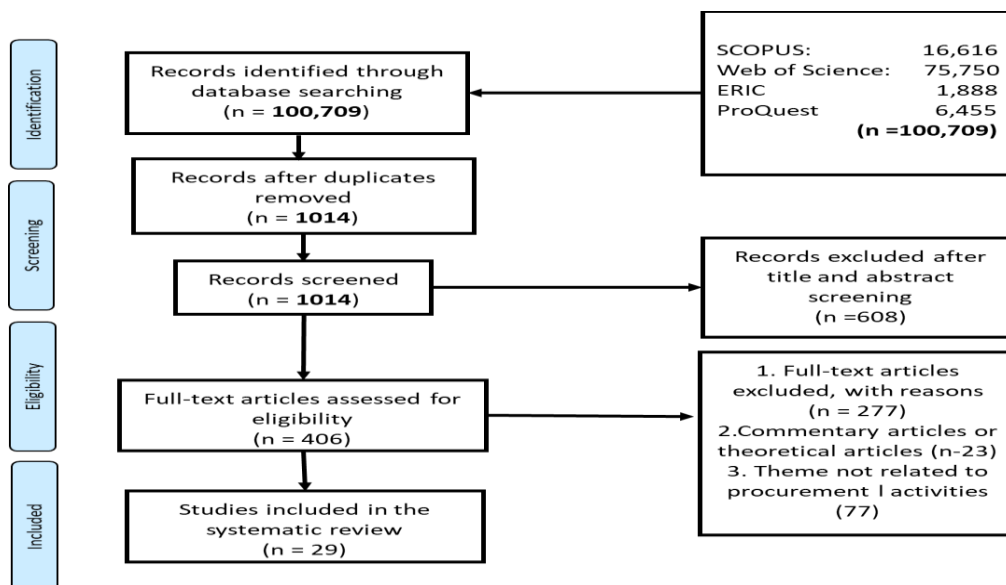 Identification
Records identified through
database searching
(n = 100,709)
SCOPUS: 16,616
Web of Science: 75,750
ERIC 1,888
ProQuest 6,455
(n =100,709)
Screening
Records after duplicates
removed
(n = 1014)
Records screened
(n = 1014)
Records excluded after
title and abstract
screening
(n =608)
Eligibility
Full-text articles assessed for
eligibility
(n = 406)
1. Full-text articles
excluded, with reasons
(n = 277)
2.Commentary articles or
theoretical articles (n-23)
3. Theme not related to
procurement l activities
(77)
Included
Studies included in the
systematic review
(n = 29)